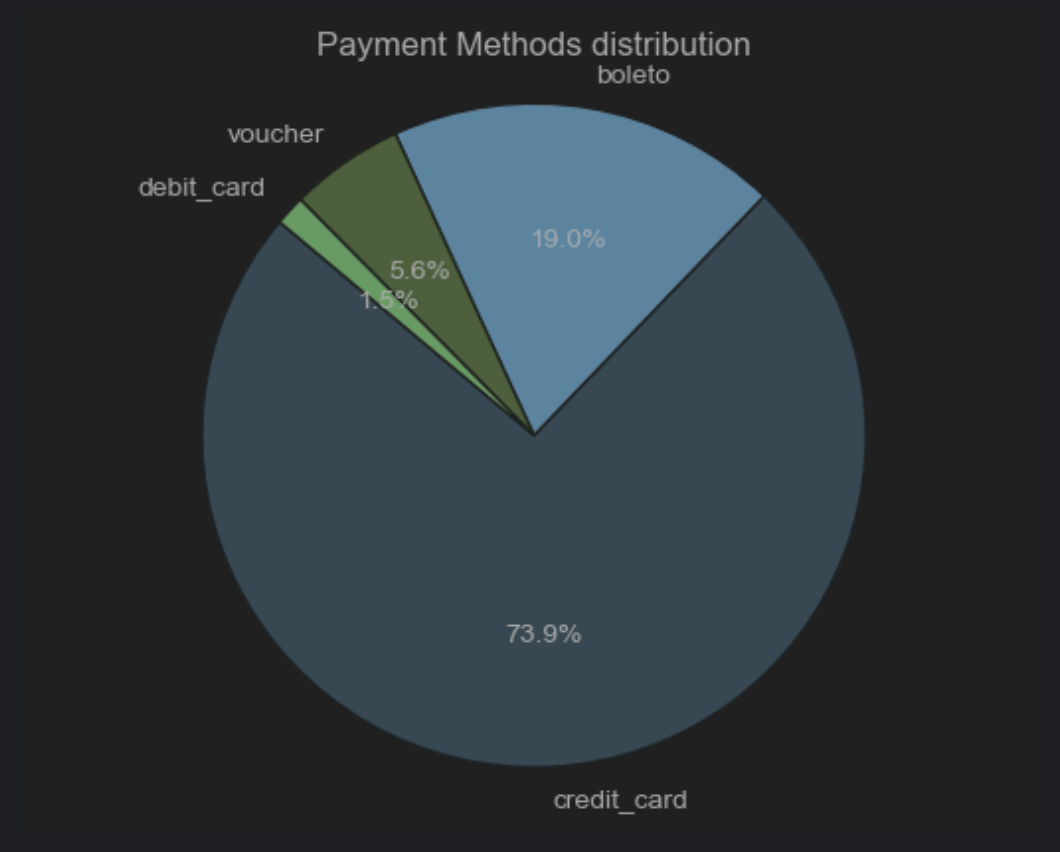 Payment Methods distribution
boleto
voucher
debit_card
19.0%
5.6%
1.5%
73.9%
credit_card